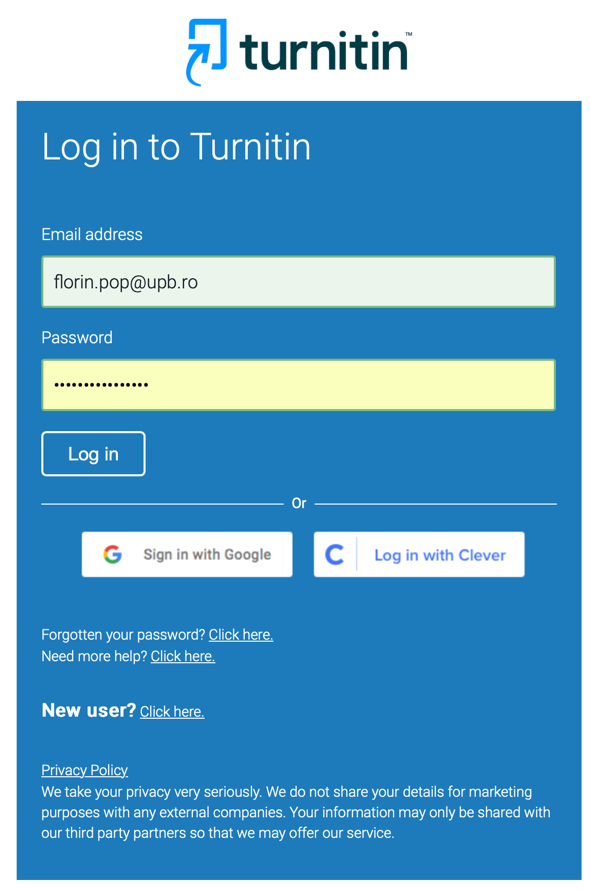 turnitin™
Log in to Turnitin
Email address
florin.pop@upb.ro
Password
••••••••••••••••
Log in
Or
Sign in with Google
Log in with Clever
Forgotten your password? Click here.
Need more help? Click here.
New user? Click here.
Privacy Policy
We take your privacy very seriously. We do not share your details for marketing
purposes with any external companies. Your information may only be shared with
our third party partners so that we may offer our service.